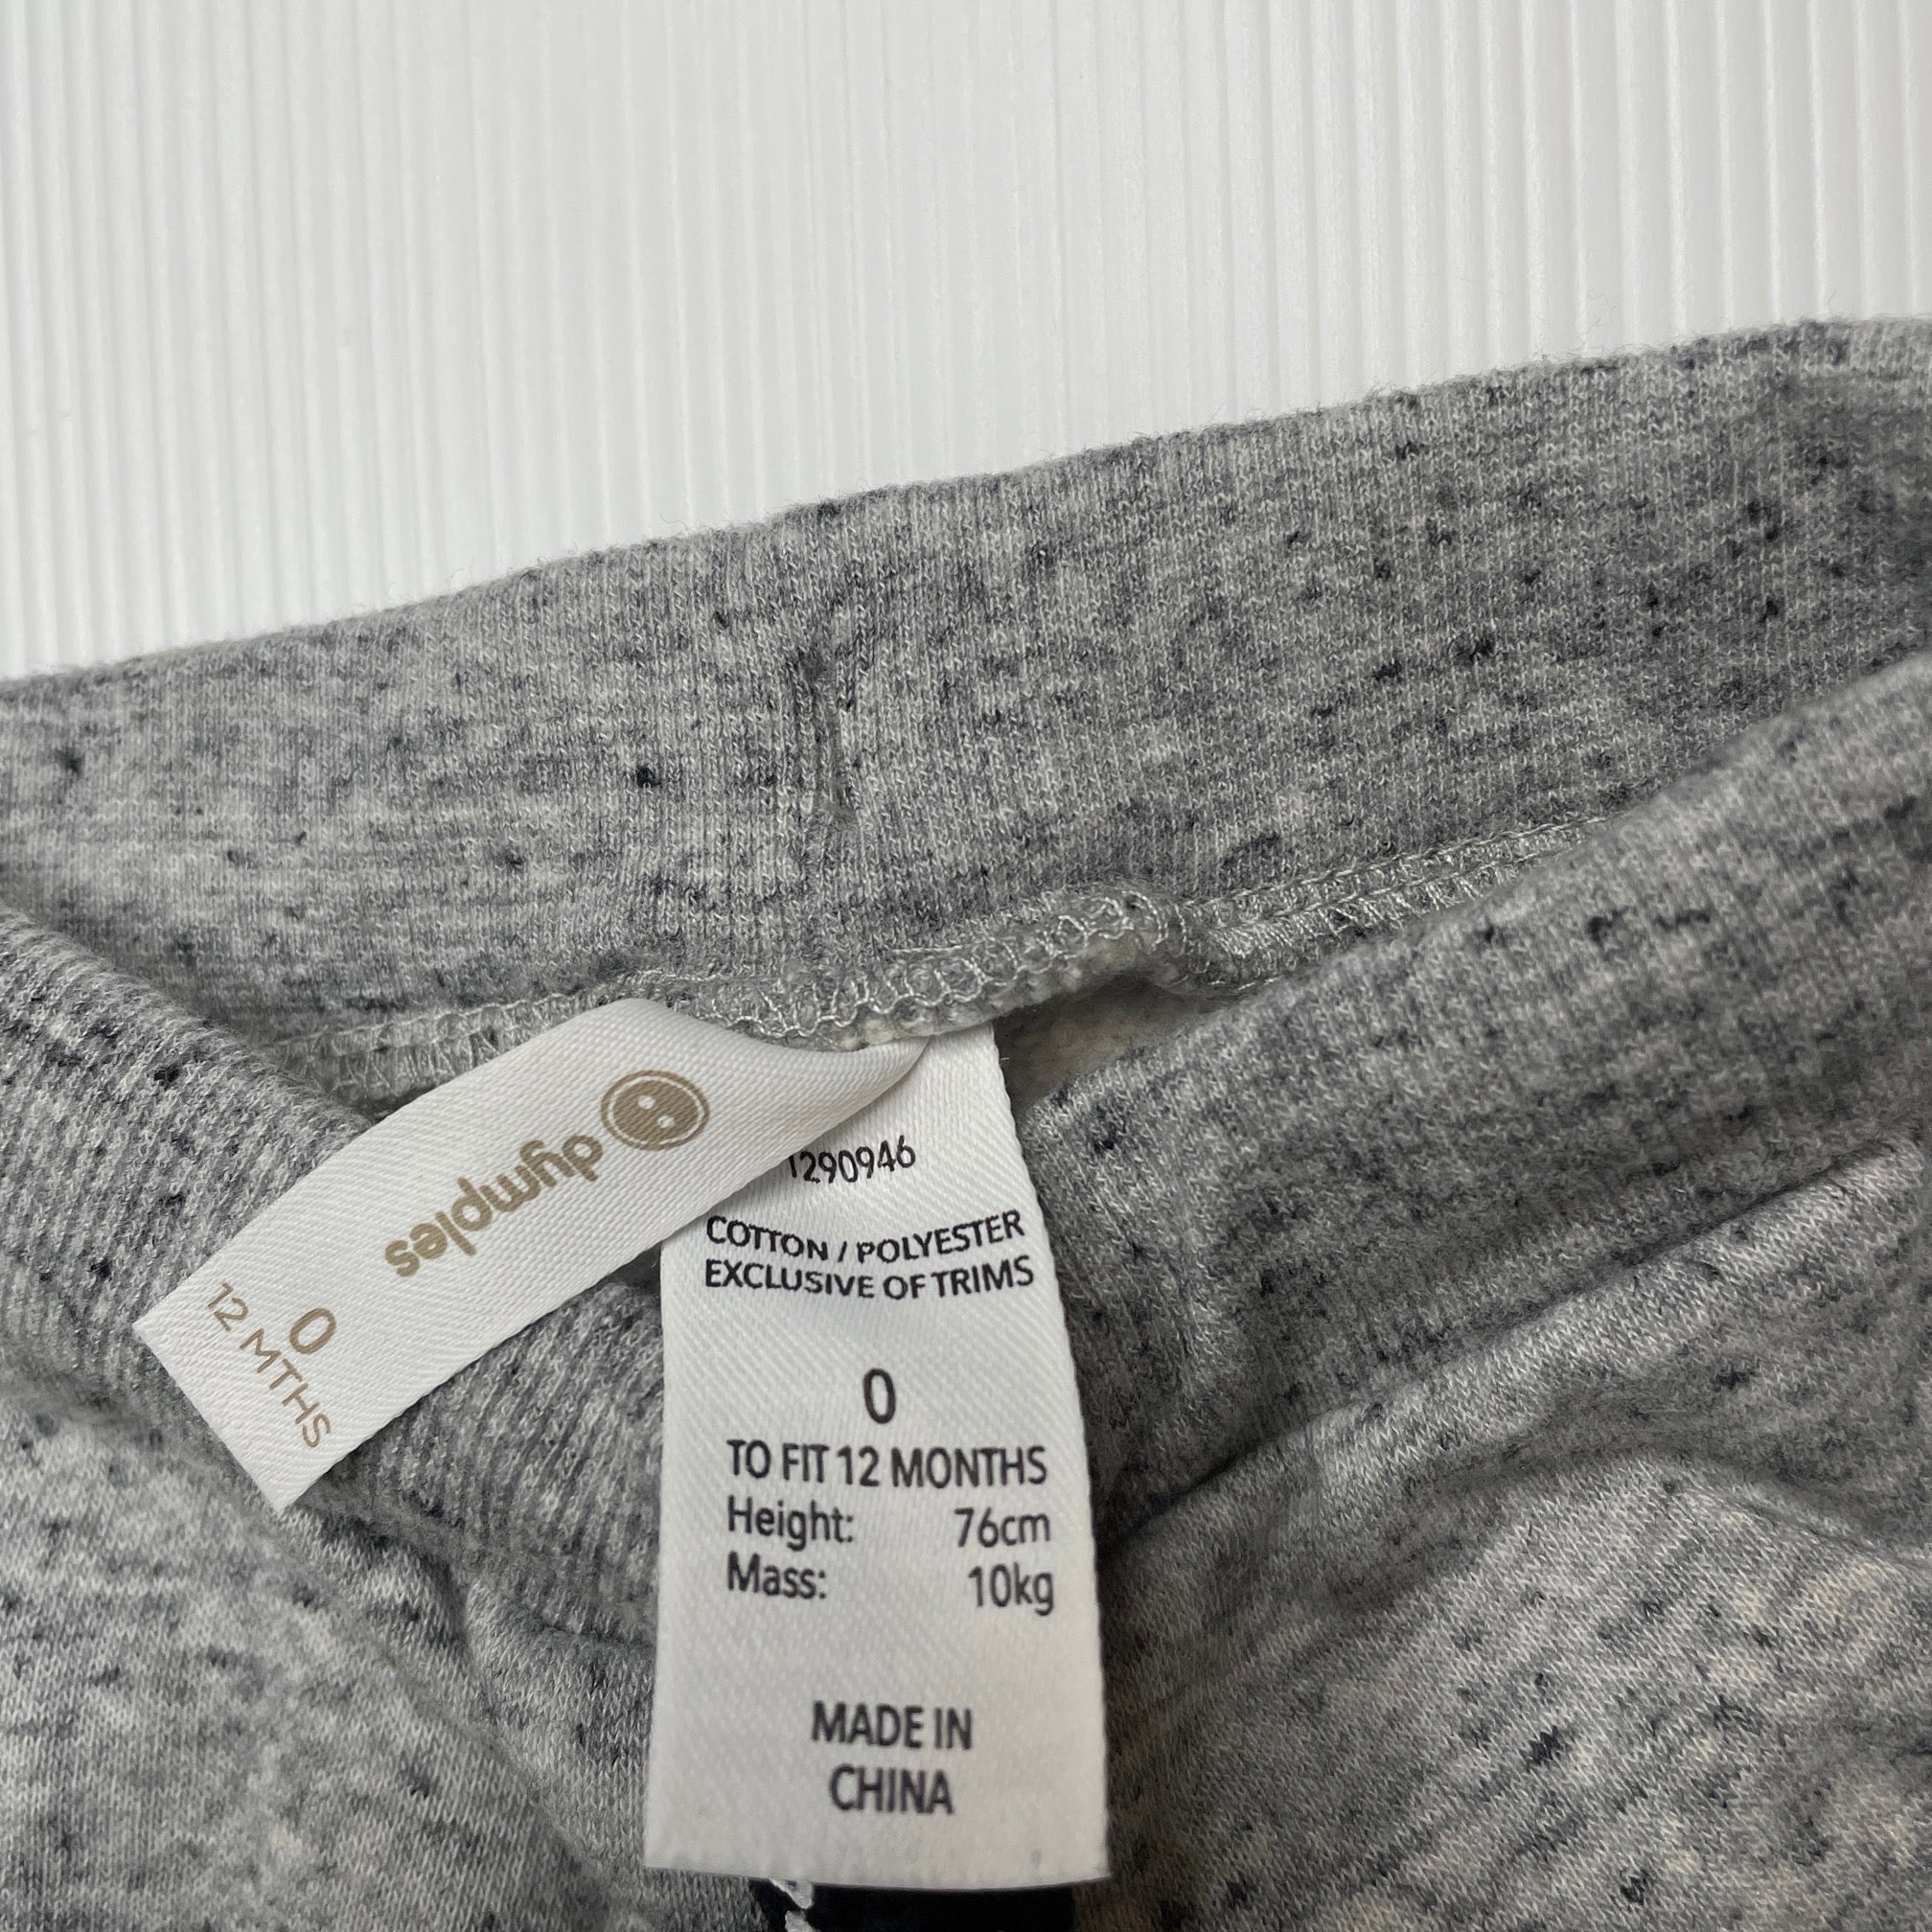 dymples
0
12 MTHS
1290946
COTTON / POLYESTER
EXCLUSIVE OF TRIMS
0
TO FIT 12 MONTHS
Height: 76cm
Mass: 10kg
MADE IN
CHINA